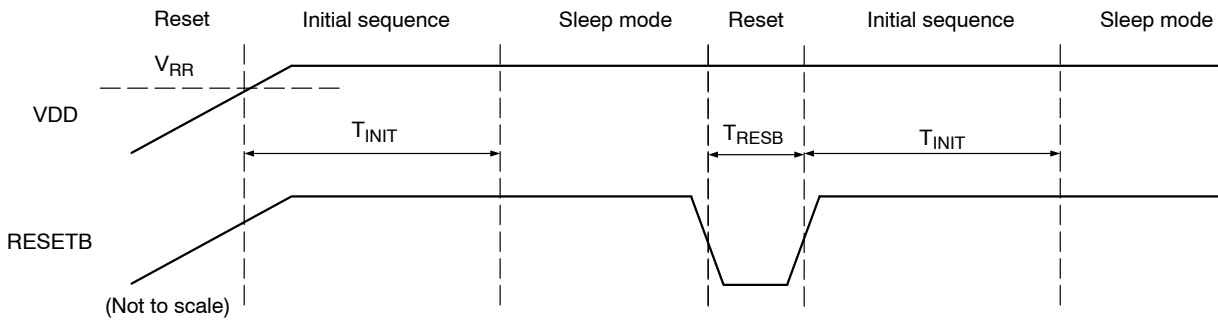 Reset Initial sequence Sleep mode Reset Initial sequence Sleep mode
VRR
VDD
TINIT TRESB TINIT
RESETB
(Not to scale)